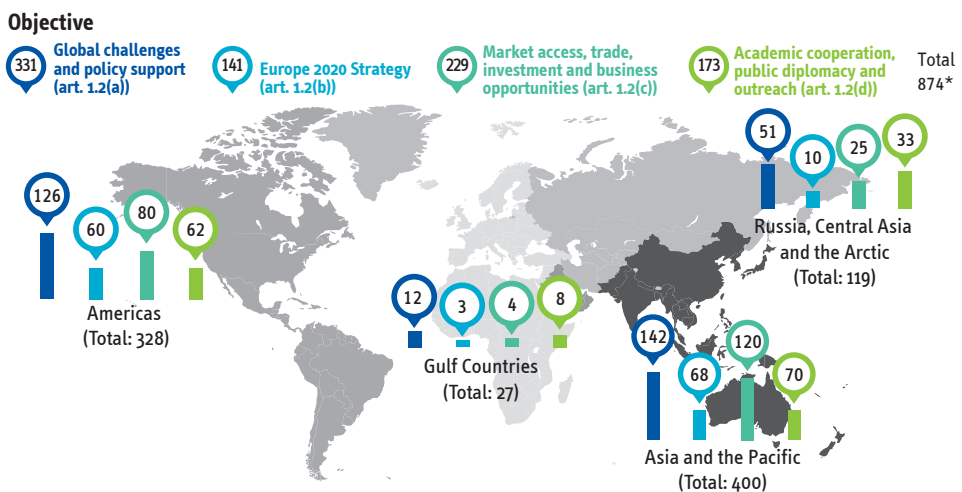 Objective
331
Global challenges
and policy support
(art. 1.2(a))
141
Europe 2020 Strategy
(art. 1.2(b))
229
Market access, trade,
investment and business
opportunities (art. 1.2(c))
173
Academic cooperation,
public diplomacy and
outreach (art. 1.2(d))
Total
874*
51
10
25
33
Russia, Central Asia
and the Arctic
(Total: 119)
126
60
80
62
Americas
(Total: 328)
12
3
4
8
Gulf Countries
(Total: 27)
142
68
120
70
Asia and the Pacific
(Total: 400)